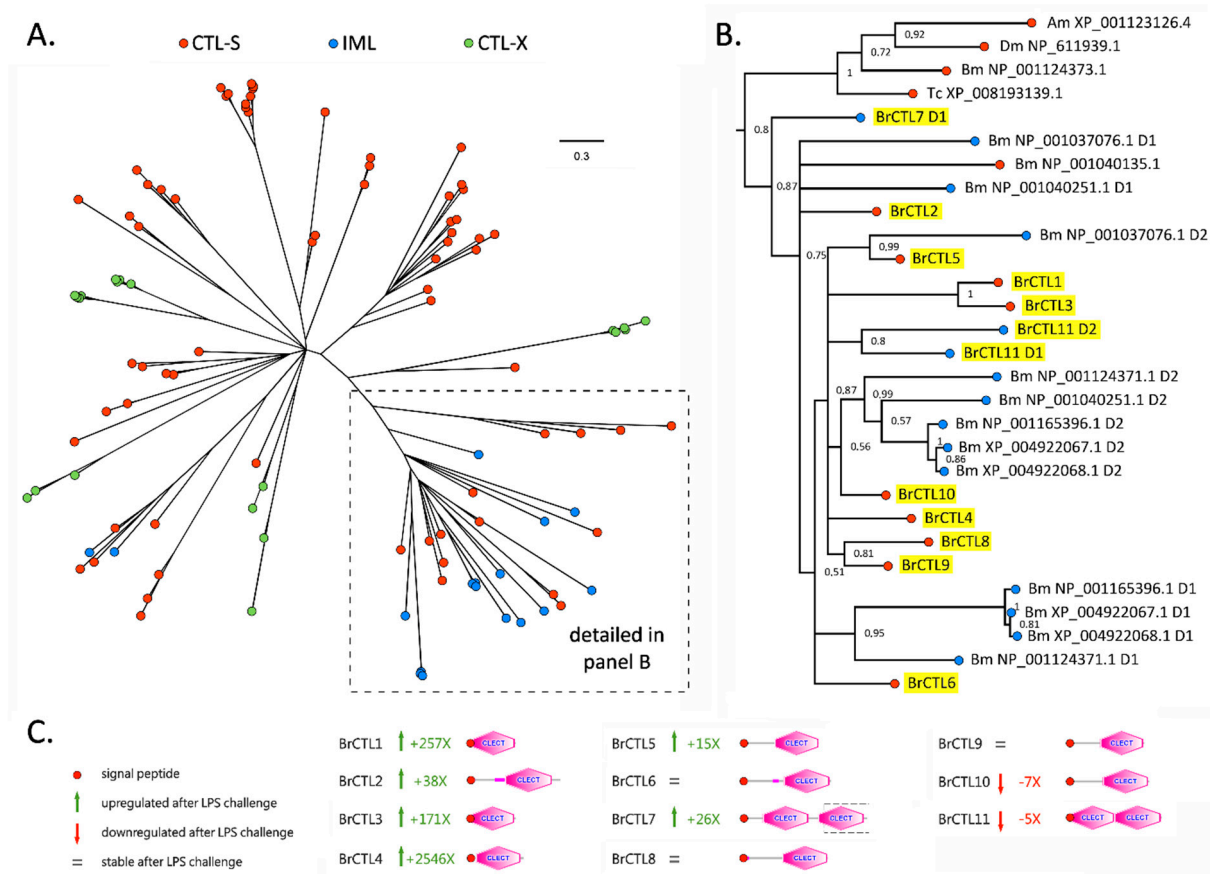 A.
CTL-S
IML
CTL-X
0.3
detailed in
panel B
B.
Am XP_001123126.4
0,92
Dm NP_611939.1
0.72
Bm NP_001124373.1
1
Tc XP_008193139.1
BrCTL7 D1
0.8
Bm NP_001037076.1 D1
Bm NP_001040135.1
0.87
Bm NP_001040251.1 D1
BrCTL2
Bm NP_001037076.1 D2
0,99
0.75
BrCTL5
BrCTL1
1
BrCTL3
BrCTL11 D2
0.8
BrCTL11 D1
Bm NP_001124371.1 D2
0,87
0,99
Bm NP_001040251.1 D2
0,57
Bm NP_001165396.1 D2
0,56
1
Bm XP_004922067.1 D2
0.86
Bm XP_004922068.1 D2
BrCTL10
BrCTL4
BrCTL8
0,81
BrCTL9
0,51
Bm NP_001165396.1 D1
1
Bm XP_004922067.1 D1
0.81
Bm XP_004922068.1 D1
0,95
Bm NP_001124371.1 D1
BrCTL6
C.
signal peptide
upregulated after LPS challenge
downregulated after LPS challenge
= stable after LPS challenge
BrCTL1 +257X CLECT
BrCTL2 +38X CLECT
BrCTL3 +171X CLECT
BrCTL4 +2546X CLECT
BrCTL5 +15X CLECT
BrCTL6 = CLECT
BrCTL7 +26X CLECT CLECT
BrCTL8 = CLECT
BrCTL9 = CLECT
BrCTL10 -7X CLECT
BrCTL11 -5X CLECT CLECT